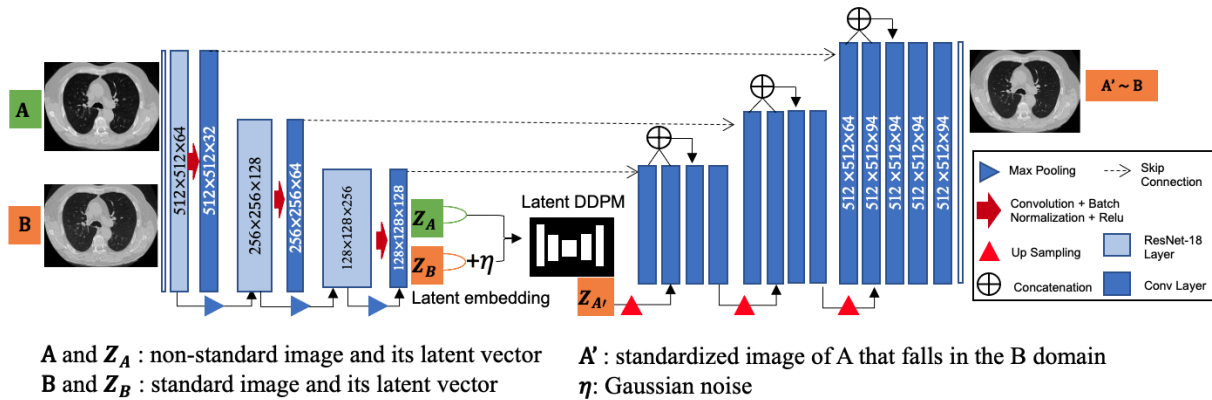 A
B
512×512×64
512×512×32
256×256×128
256×256×64
128×128×256
128×128×128
Z_A
Z_B
+η
Latent embedding
Latent DDPM
Z_A'
512 ×512×64
512 ×512×94
512 ×512×94
512 ×512×94
512 ×512×94
A' ~ B
Max Pooling
Skip
Connection
Convolution + Batch
Normalization + Relu
Up Sampling
ResNet-18
Layer
Concatenation
Conv Layer
A and Z_A : non-standard image and its latent vector
B and Z_B : standard image and its latent vector
A' : standardized image of A that falls in the B domain
η: Gaussian noise